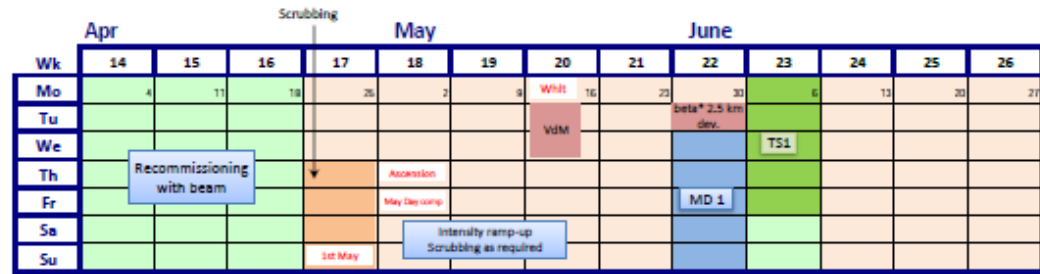 Scrubbing
Apr May June
Wk 14 15 16 17 18 19 20 21 22 23 24 25 26
Mo 4 11 18 25 2 9 Whit 16 23 30 6 13 20 27
Tu beta* 2.5 km
dev.
VdM
We TS1
Th Recommissioning
with beam
Ascension
Fr May Day comp MD 1
Sa Intensity ramp-up
Scrubbing as required
Su 1st May